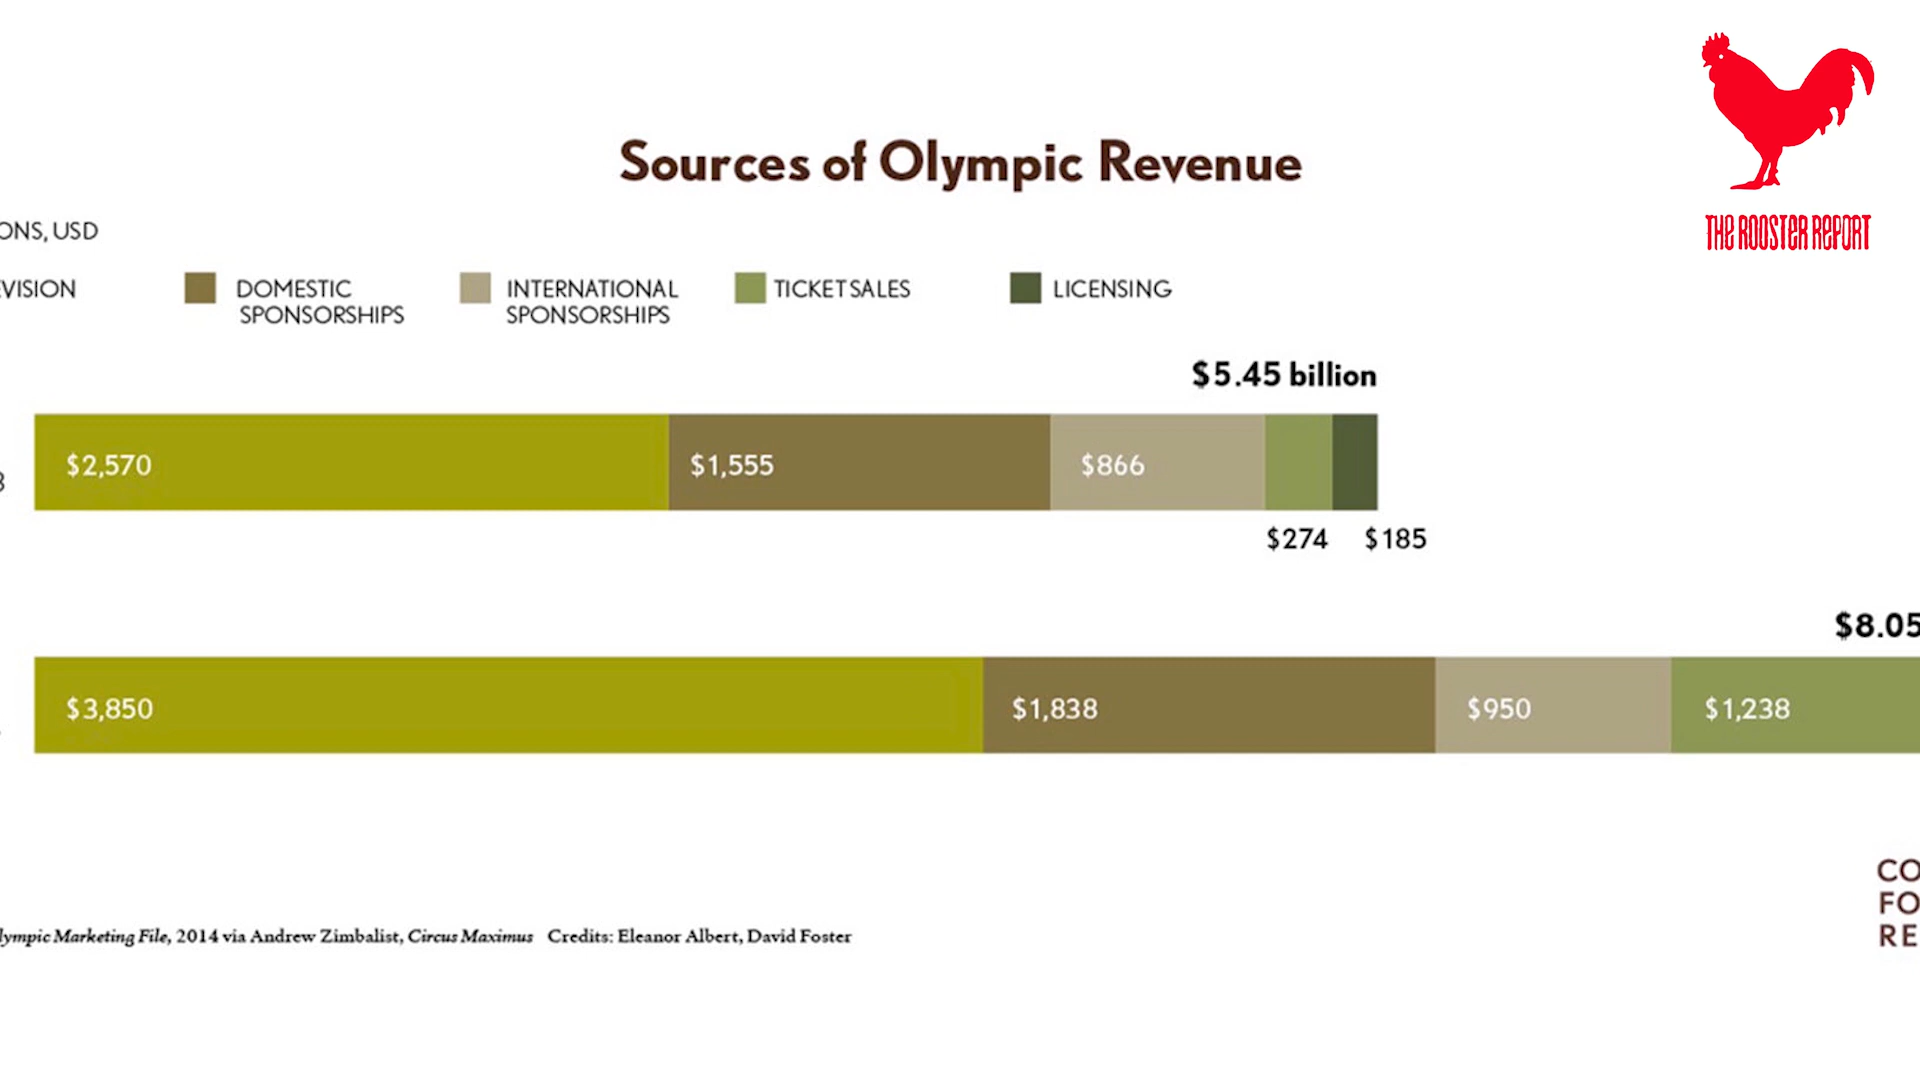 THE ROOSTER REPORT
Sources of Olympic Revenue
ONS, USD
VISION
DOMESTIC
SPONSORSHIPS
INTERNATIONAL
SPONSORSHIPS
TICKET SALES
LICENSING
$5.45 billion
$2,570
$1,555
$866
$274
$185
$8.05
$3,850
$1,838
$950
$1,238
CO
FO
RE
lympic Marketing File, 2014 via Andrew Zimbalist, Circus Maximus Credits: Eleanor Albert, David Foster